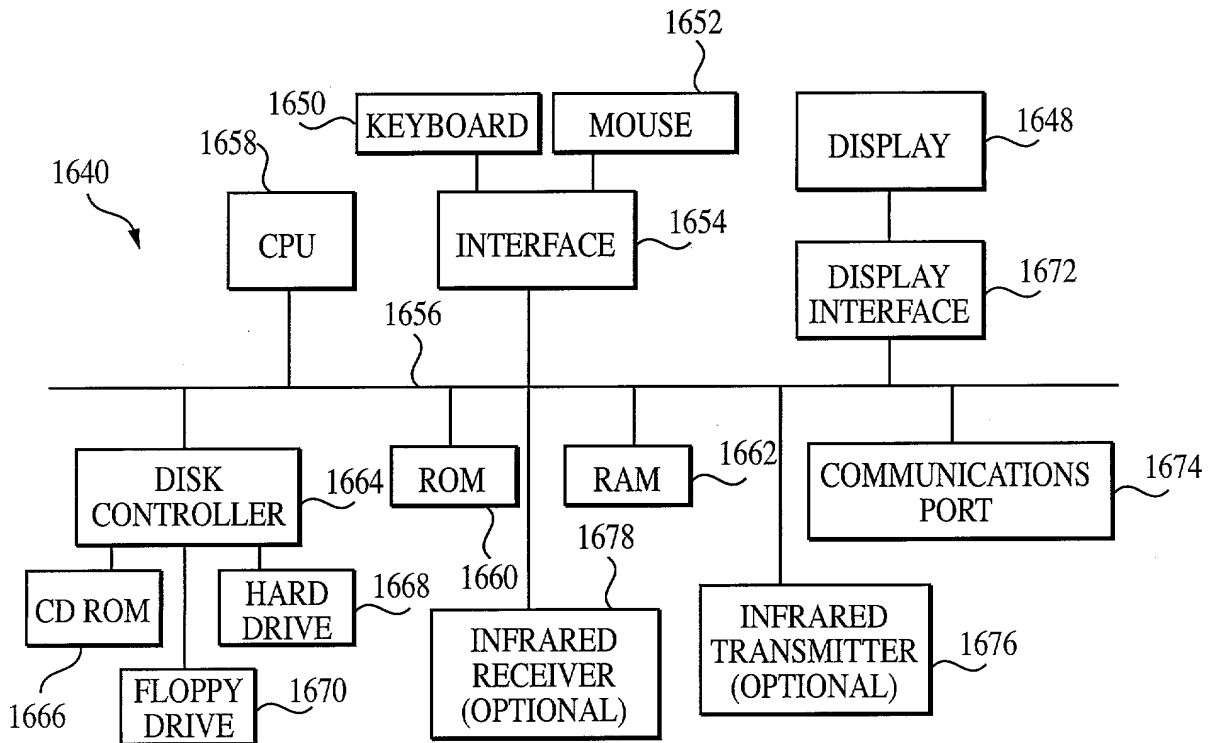 1652
1650
KEYBOARD
MOUSE
1648
DISPLAY
1658
1640
CPU
INTERFACE
1654
DISPLAY
INTERFACE
1672
1656
DISK
CONTROLLER
1664
ROM
1660
RAM
1662
COMMUNICATIONS
PORT
1674
CD ROM
1666
HARD
DRIVE
1668
FLOPPY
DRIVE
1670
1678
INFRARED
RECEIVER
(OPTIONAL)
INFRARED
TRANSMITTER
(OPTIONAL)
1676